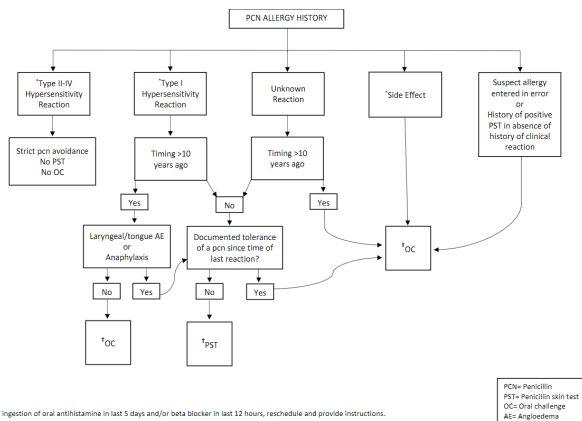 PCN ALLERGY HISTORY
*Type II-IV
Hypersensitivity
Reaction
*Type I
Hypersensitivity
Reaction
Unknown
Reaction
*Side Effect
Suspect allergy
entered in error
or
History of positive
PST in absence of
history of clinical
reaction
Strict pcn avoidance
No PST
No OC
Timing >10
years ago
Timing >10
years ago
Yes
No
Yes
Laryngeal/tongue AE
or
Anaphylaxis
Documented tolerance
of a pcn since time of
last reaction?
†OC
No
Yes
No
Yes
†OC
†PST
PCN= Penicillin
PST= Penicillin skin test
OC= Oral challenge
AE= Angioedema
ingestion of oral antihistamine in last 5 days and/or beta blocker in last 12 hours, reschedule and provide instructions.